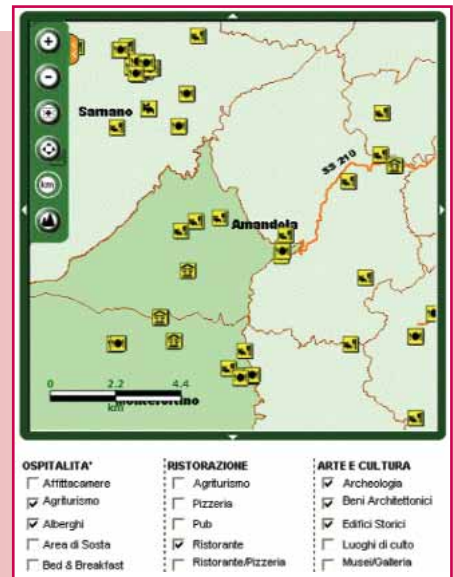 km
Sarnano
SS 210
Amandola
0 2.2 4.4
km
Montefortino
OSPITALITA'
Affittacamere
Agriturismo
Alberghi
Area di Sosta
Bed & Breakfast
RISTORAZIONE
Agriturismo
Pizzeria
Pub
Ristorante
Ristorante/Pizzeria
ARTE E CULTURA
Archeologia
Beni Architettonici
Edifici Storici
Luoghi di culto
Musei/Galleria